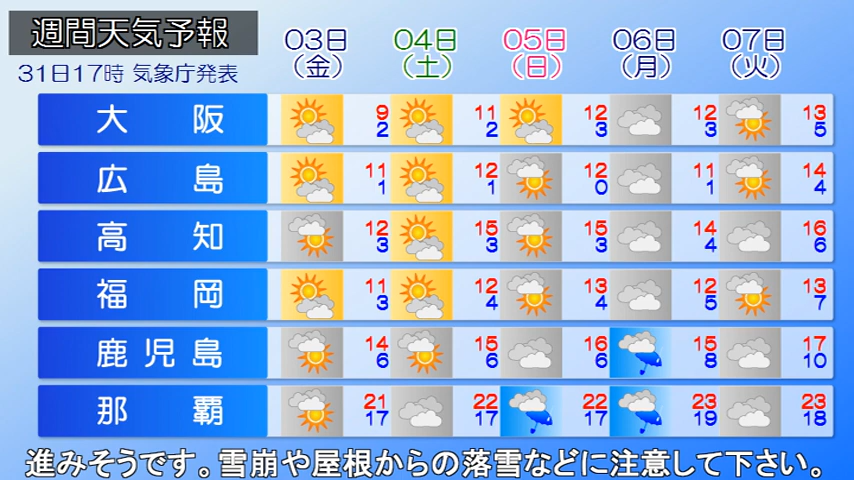 週間天気予報
31日17時 気象庁発表
03日 04日 05日 06日 07日
（金） （土） （日） （月） （火）
大阪 9 2 11 2 12 3 12 3 13 5
広島 11 1 12 1 12 0 11 1 14 4
高知 12 3 15 3 15 3 14 4 16 6
福岡 11 3 12 4 13 4 12 5 13 7
鹿児島 14 6 15 6 16 6 15 8 17 10
那覇 21 17 22 17 22 17 23 19 23 18
進みそうです。雪崩や屋根からの落雪などに注意して下さい。